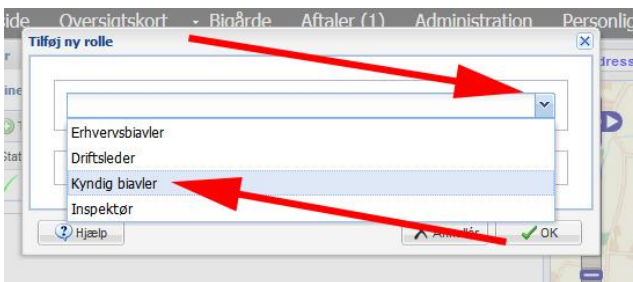 Oversigtskort Bigårde Aftaler (1) Administration
Tilføj ny rolle
Erhvervsbiavler
Driftsleder
Kyndig biavler
Inspektør
Hjælp OK